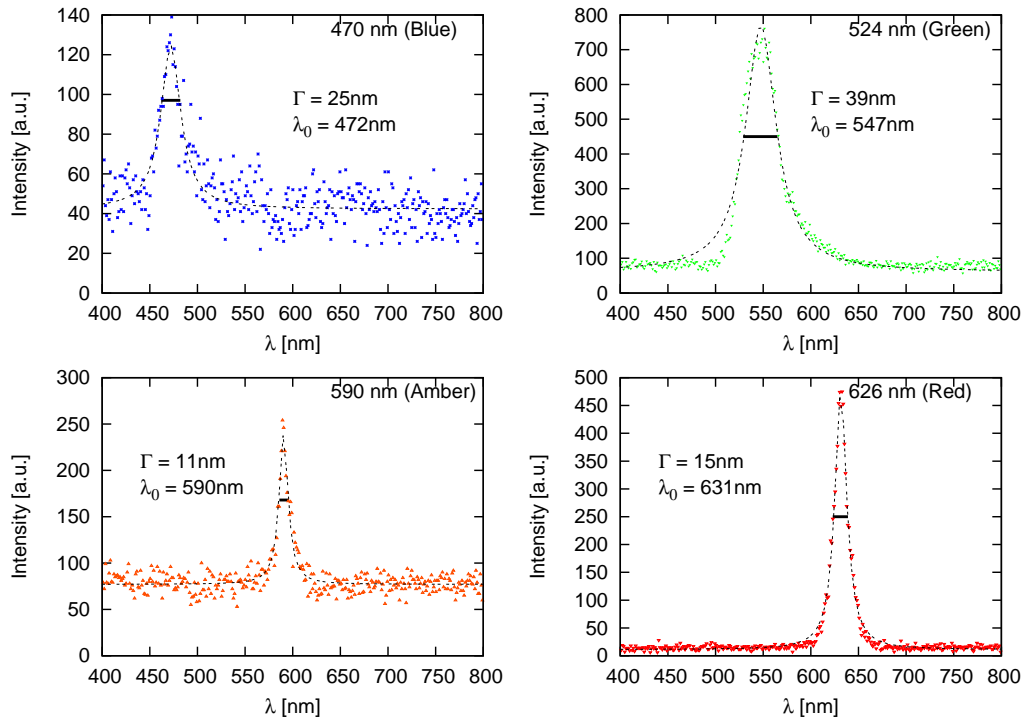 470 nm (Blue)
Γ = 25nm
λ0 = 472nm
Intensity [a.u.]
0
20
40
60
80
100
120
140
400 450 500 550 600 650 700 750 800
λ [nm]
524 nm (Green)
Γ = 39nm
λ0 = 547nm
Intensity [a.u.]
0
100
200
300
400
500
600
700
800
400 450 500 550 600 650 700 750 800
λ [nm]
590 nm (Amber)
Γ = 11nm
λ0 = 590nm
Intensity [a.u.]
0
50
100
150
200
250
300
400 450 500 550 600 650 700 750 800
λ [nm]
626 nm (Red)
Γ = 15nm
λ0 = 631nm
Intensity [a.u.]
0
50
100
150
200
250
300
350
400
450
500
400 450 500 550 600 650 700 750 800
λ [nm]